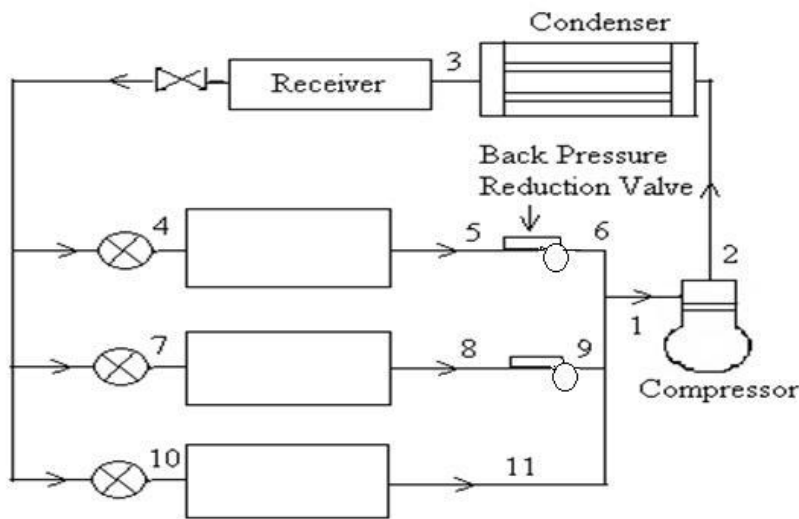 Condenser
3
Receiver
Back Pressure
Reduction Valve
4
5
6
2
1
7
8
9
Compressor
10
11